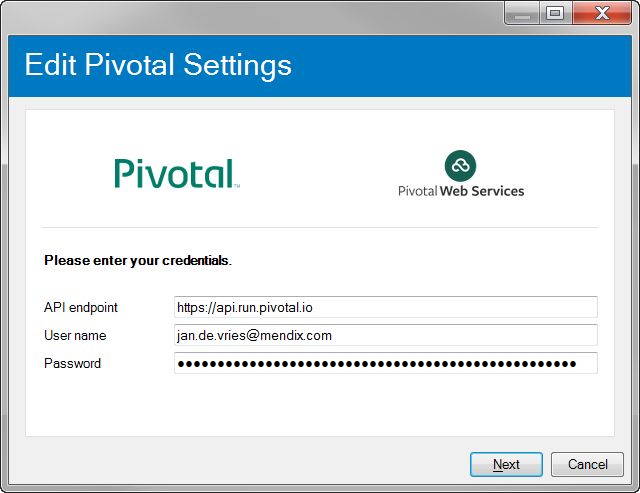 Edit Pivotal Settings
Pivotal™
Pivotal Web Services
Please enter your credentials.
API endpoint https://api.run.pivotal.io
User name jan.de.vries@mendix.com
Password ●●●●●●●●●●●●●●●●●●●●●●●●●●●●●●●●●●●●●●●●●●●●●●●●●●
Next Cancel